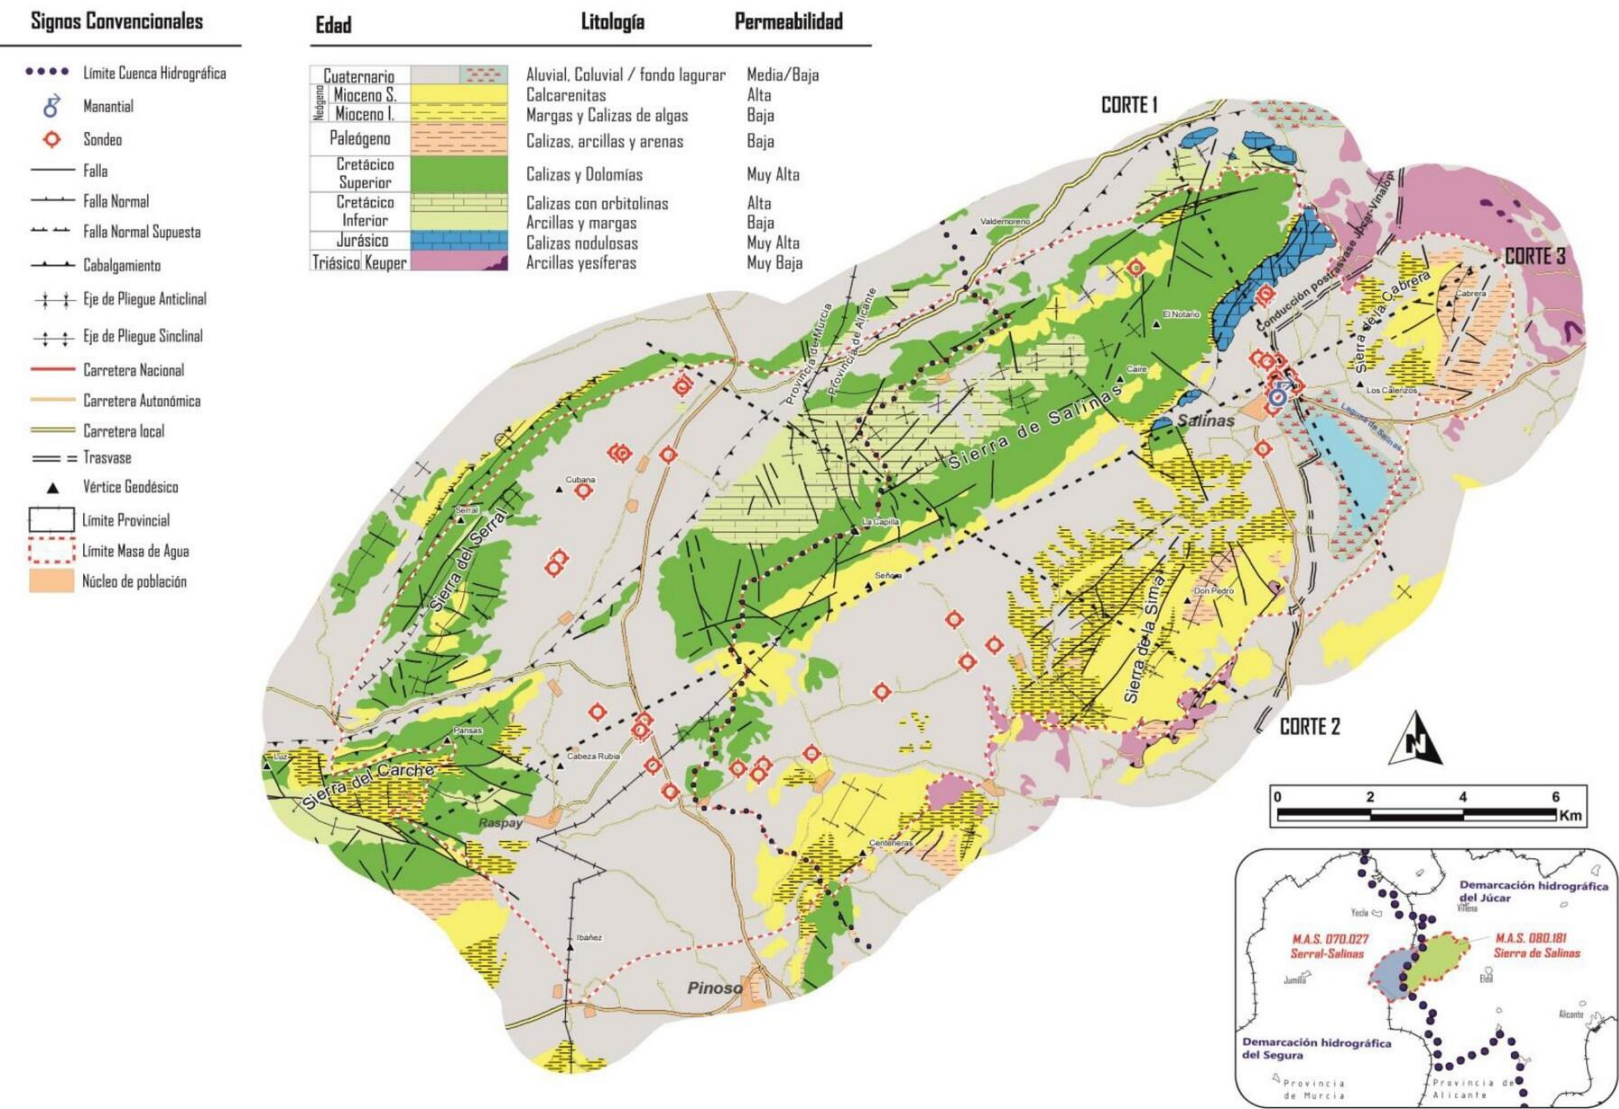 Signos Convencionales
Límite Cuenca Hidrográfica
Manantial
Sondeo
Falla
Falla Normal
Falla Normal Supuesta
Cabalgamiento
Eje de Pliegue Anticlinal
Eje de Pliegue Sinclinal
Carretera Nacional
Carretera Autonómica
Carretera local
Trasvase
Vértice Geodésico
Límite Provincial
Límite Masa de Agua
Núcleo de población
Edad Litología Permeabilidad
Cuaternario Aluvial, Coluvial / fondo lagurar Media/Baja
Neógeno
Mioceno S. Calcarenitas Alta
Mioceno I. Margas y Calizas de algas Baja
Paleógeno Calizas, arcillas y arenas Baja
Cretácico
Superior Calizas y Dolomías Muy Alta
Cretácico Calizas con orbitolinas Alta
Inferior Arcillas y margas Baja
Jurásico Calizas nodulosas Muy Alta
Triásico Keuper Arcillas yesíferas Muy Baja
CORTE 1
Valdemoreno
Conducción postrasvase Jucar-Vinalopó
CORTE 3
Sierra de la Cabrera
Cabrera
El Notario
Provincia de Murcia
Provincia de Alicante
Caire
Los Calerizos
Salinas
Laguna de Salinas
Sierra de Salinas
Cubana
Serral
Sierra del Serral
La Capilla
Señora
Don Pedro
Sierra de la Sima
CORTE 2
Pansas
Luz
Cabeza Rubia
Sierra del Carche
Raspay
Centeneras
Ibáñez
Pinoso
N
0 2 4 6
Km
Demarcación hidrográfica
del Júcar
Yecla
Villena
M.A.S. 070.027
Serral-Salinas
M.A.S. 080.181
Sierra de Salinas
Jumilla
Elda
Alicante
Demarcación hidrográfica
del Segura
Provincia
de Murcia
Provincia de
Alicante